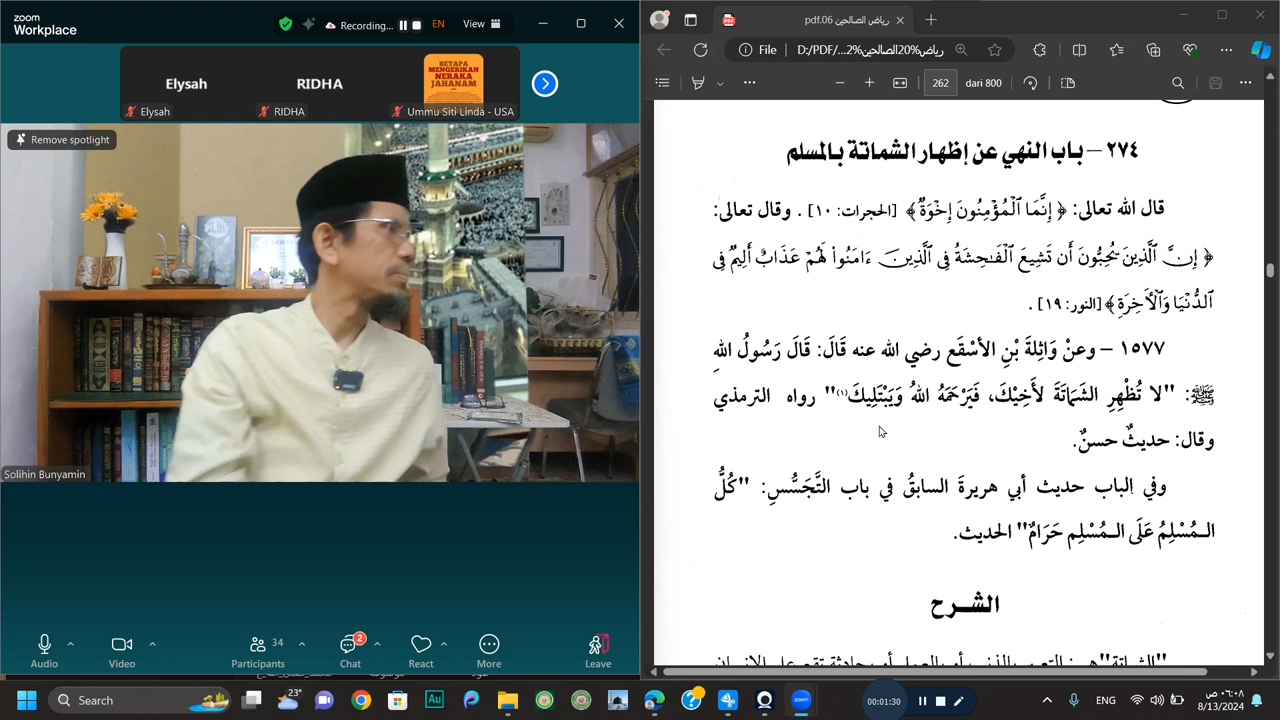 zoom
Workplace
Recording...
EN
View
Elysah
RIDHA
BETAPA
MENGERIKAN
NERAKA
JAHANAM
Elysah
RIDHA
Ummu Siti Linda - USA
Remove spotlight
Solihin Bunyamin
Audio
Video
34
Participants
2
Chat
React
More
Leave
رياض الصالحين 06.pdf
File
D:/PDF/رياض%20الصالحين%2...
262
dari 800
٢٧٤ – باب النهي عن إظهار الشماتة بالمسلم
قال الله تعالى: ﴿ إِنَّمَا ٱلْمُؤْمِنُونَ إِخْوَةٌ ﴾ [الحجرات: ١٠] . وقال تعالى:
﴿ إِنَّ ٱلَّذِينَ يُحِبُّونَ أَن تَشِيعَ ٱلْفَـٰحِشَةُ فِى ٱلَّذِينَ ءَامَنُوا۟ لَهُمْ عَذَابٌ أَلِيمٌ فِى
ٱلدُّنْيَا وَٱلْـَٔاخِرَةِ ﴾ [النور: ١٩] .
١٥٧٧ – وعنْ وَاثِلةَ بْنِ الأسْقَع رضي الله عنه قَالَ: قَالَ رَسُولُ اللهِ
ﷺ: "لا تُظْهِرِ الشَمَاتَةَ لأَخِيْكَ، فَيَرْحَمَهُ اللهُ وَيَبْتَلِيكَ(١)" رواه الترمذي
وقال: حديثٌ حسنٌ.
وفي الباب حديث أبي هريرةَ السابقُ في باب التَّجَسُّسِ: "كُلُّ
الـمُسْلِمُ عَلَى الـمُسْلِمِ حَرَامٌ" الحديث.
الشـرح
Search
23°
00:01:30
ENG
٠٦:٠٨ ص
8/13/2024